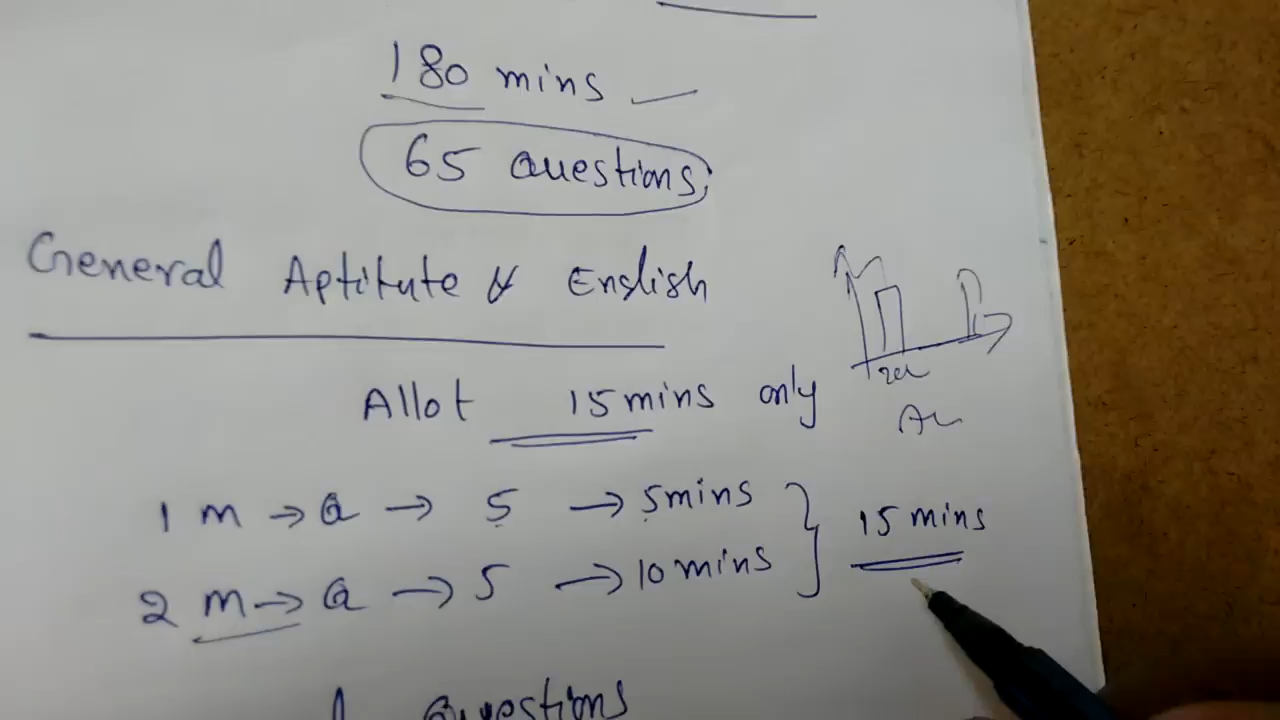 180 mins
65 Questions
General Aptitute & English
Allot 15 mins only
1 m → Q → 5 → 5 mins
2 m → Q → 5 → 10 mins
15 mins
Questions